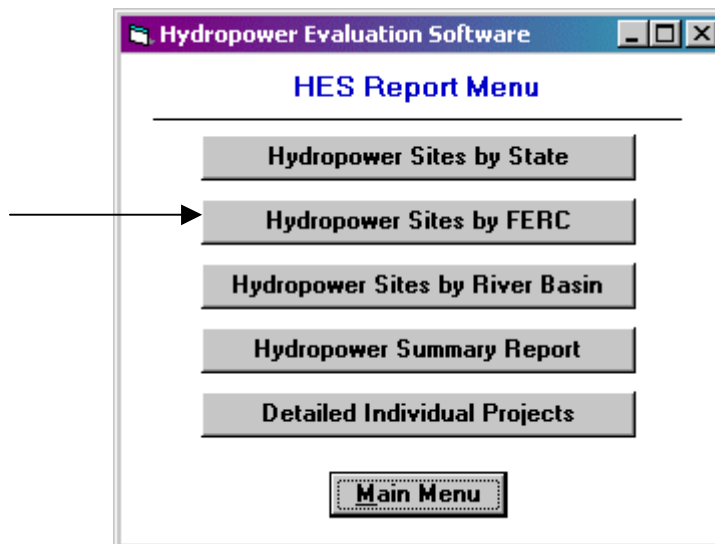 Hydropower Evaluation Software
HES Report Menu
Hydropower Sites by State
Hydropower Sites by FERC
Hydropower Sites by River Basin
Hydropower Summary Report
Detailed Individual Projects
Main Menu